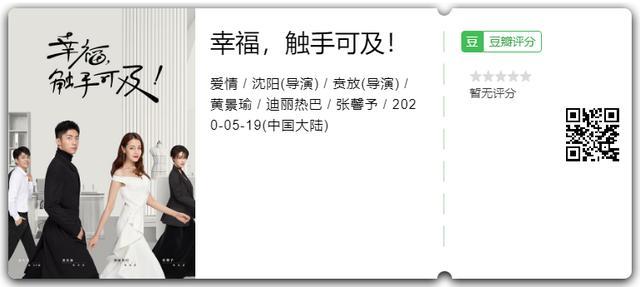 幸福，
触手可及！
幸福，触手可及！
爱情 / 沈阳(导演) / 贲放(导演) /
黄景瑜 / 迪丽热巴 / 张馨予 / 202
0-05-19(中国大陆)
豆 豆瓣评分
暂无评分